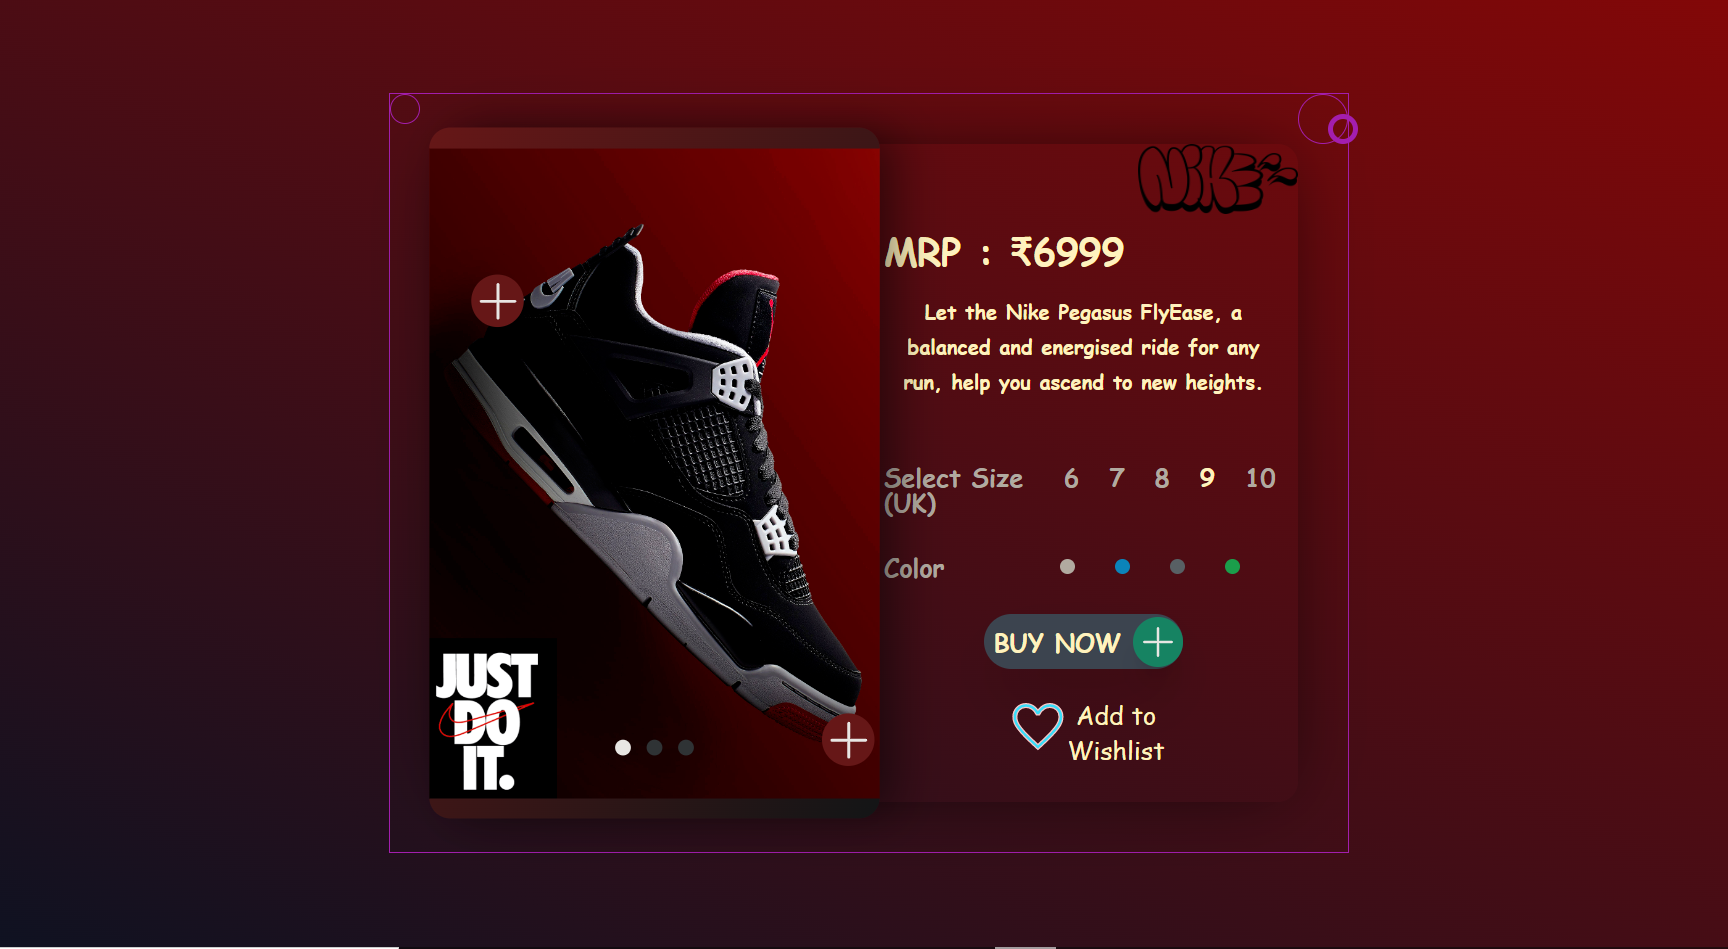 NIKE
MRP : ₹6999
Let the Nike Pegasus FlyEase, a
balanced and energised ride for any
run, help you ascend to new heights.
Select Size 6 7 8 9 10
(UK)
Color
BUY NOW
Add to
Wishlist
JUST
DO
IT.